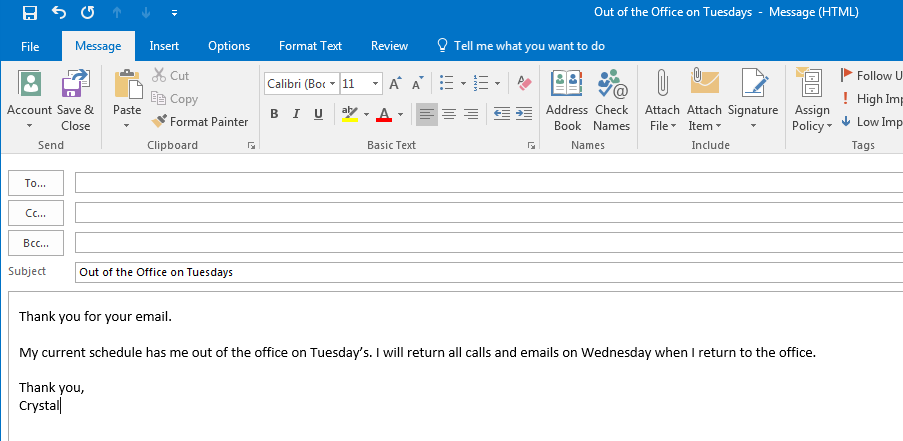 Out of the Office on Tuesdays - Message (HTML)
File Message Insert Options Format Text Review Tell me what you want to do
Account Save & Close
Send
Paste
Cut
Copy
Format Painter
Clipboard
Calibri (Bo 11 A A
B I U ab A
Basic Text
Address Book Check Names
Names
Attach File Attach Item Signature
Include
Assign Policy
Follow U
High Imp
Low Imp
Tags
To...
Cc...
Bcc...
Subject Out of the Office on Tuesdays
Thank you for your email.
My current schedule has me out of the office on Tuesday’s. I will return all calls and emails on Wednesday when I return to the office.
Thank you,
Crystal